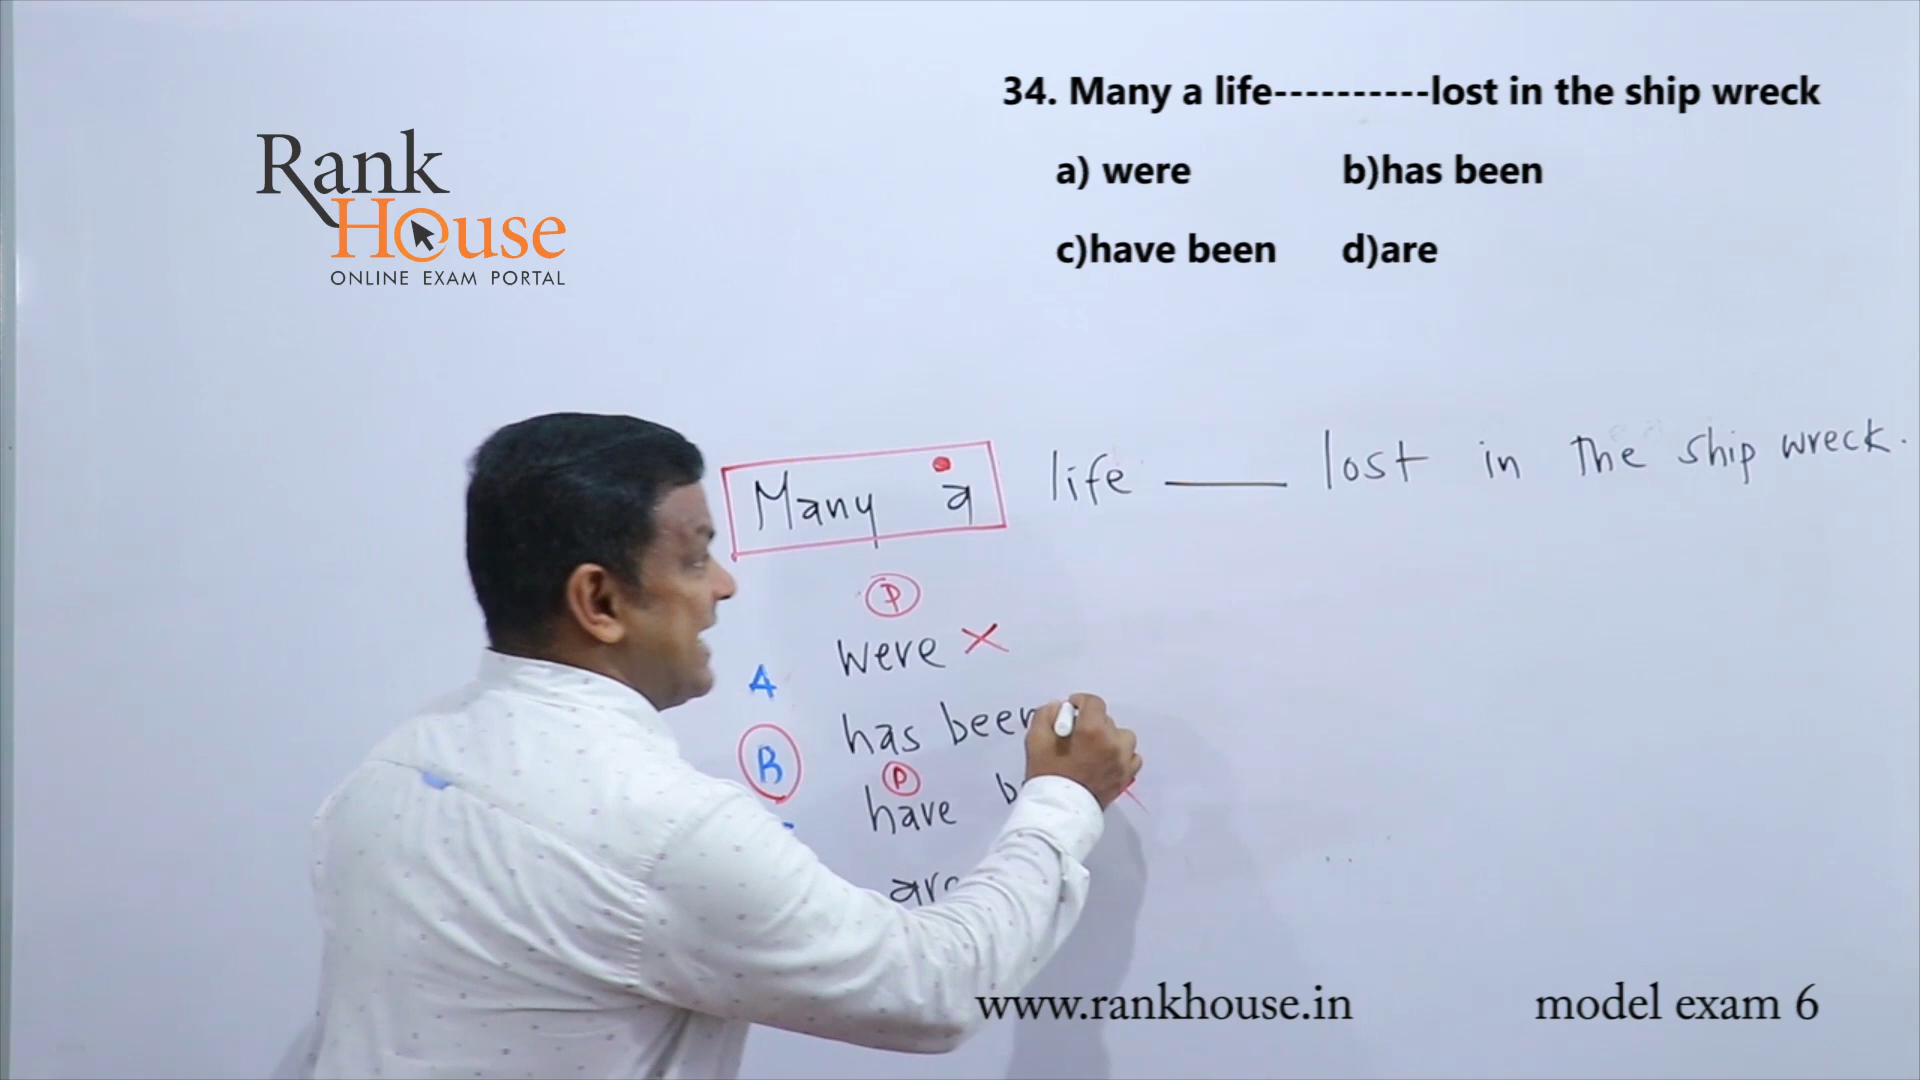 34. Many a life----------lost in the ship wreck
a) were b)has been
c)have been d)are
Rank
House
ONLINE EXAM PORTAL
Many a life ____ lost in the ship wreck.
P
A were ×
B has been
P
have
www.rankhouse.in model exam 6